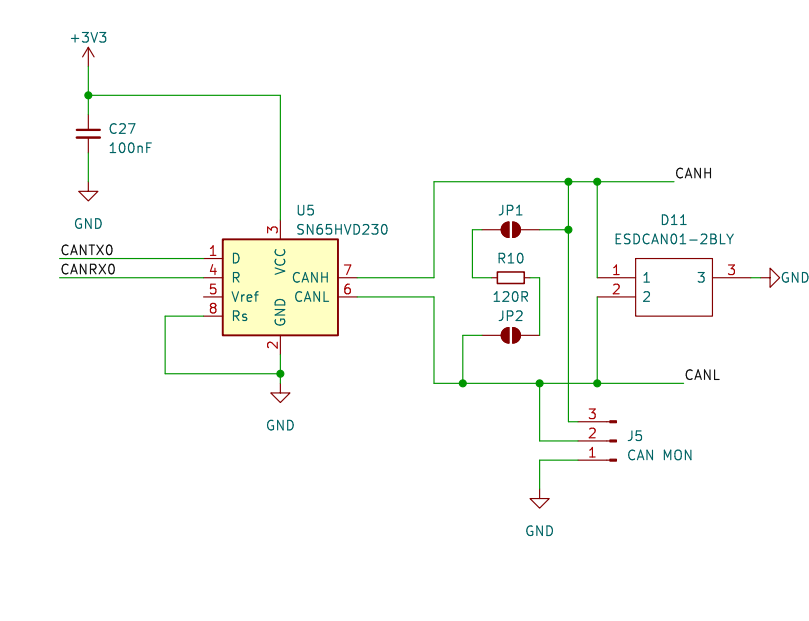 +3V3
C27
100nF
GND
U5
SN65HVD230
CANTX0
CANRX0
1
4
5
8
D
R
Vref
Rs
3
VCC
GND
2
CANH
CANL
7
6
GND
JP1
R10
120R
JP2
CANH
D11
ESDCAN01-2BLY
1
2
1
2
3
3
GND
CANL
3
2
1
J5
CAN MON
GND